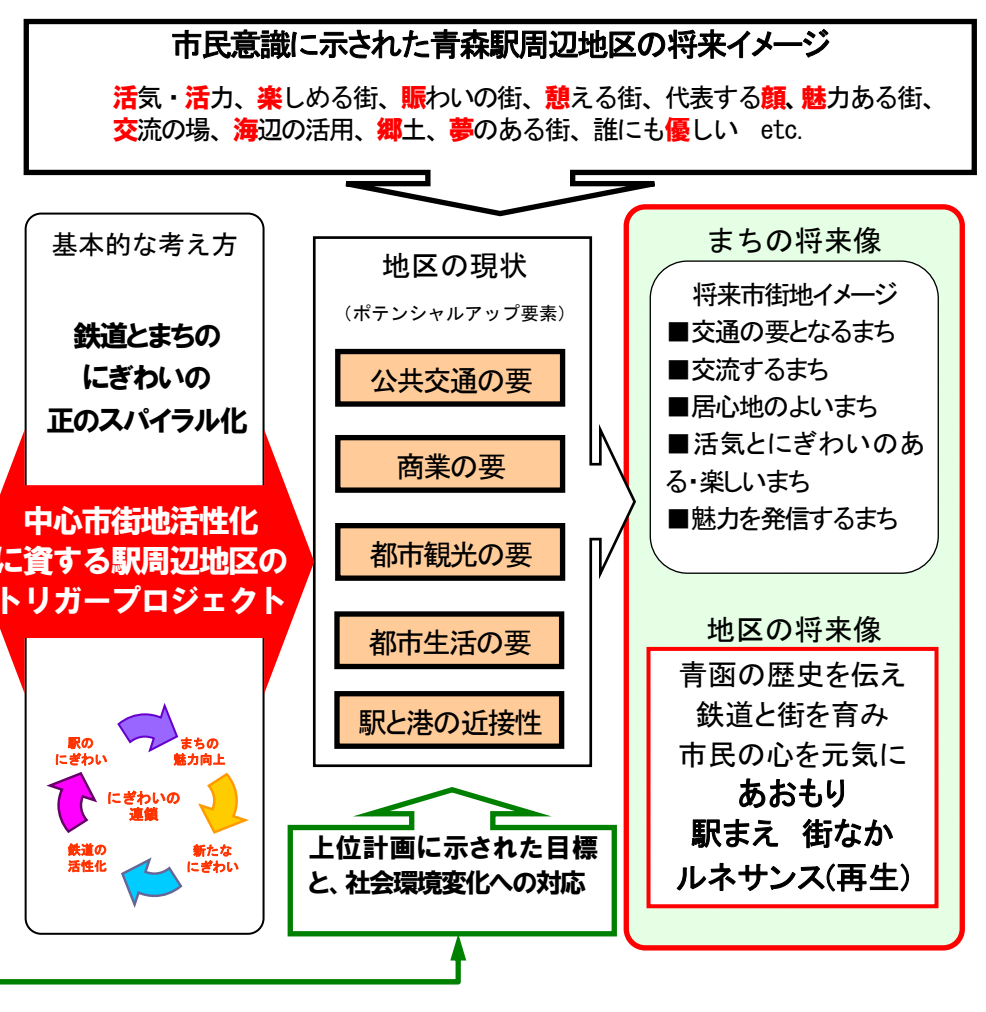 市民意識に示された青森駅周辺地区の将来イメージ
活気・活力、楽しめる街、賑わいの街、憩える街、代表する顔、魅力ある街、
交流の場、海辺の活用、郷土、夢のある街、誰にも優しい　etc.
基本的な考え方
鉄道とまちの
にぎわいの
正のスパイラル化
中心市街地活性化
に資する駅周辺地区の
トリガープロジェクト
駅の
にぎわい
まちの
魅力向上
にぎわいの
連鎖
鉄道の
活性化
新たな
にぎわい
地区の現状
（ポテンシャルアップ要素）
公共交通の要
商業の要
都市観光の要
都市生活の要
駅と港の近接性
上位計画に示された目標
と、社会環境変化への対応
まちの将来像
将来市街地イメージ
■交通の要となるまち
■交流するまち
■居心地のよいまち
■活気とにぎわいのあ
る・楽しいまち
■魅力を発信するまち
地区の将来像
青函の歴史を伝え
鉄道と街を育み
市民の心を元気に
あおもり
駅まえ　街なか
ルネサンス(再生)